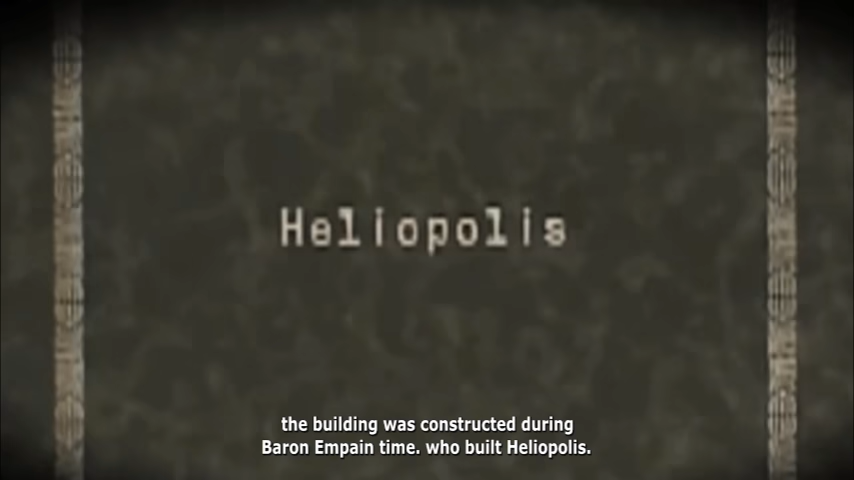 Heliopolis
the building was constructed during
Baron Empain time. who built Heliopolis.